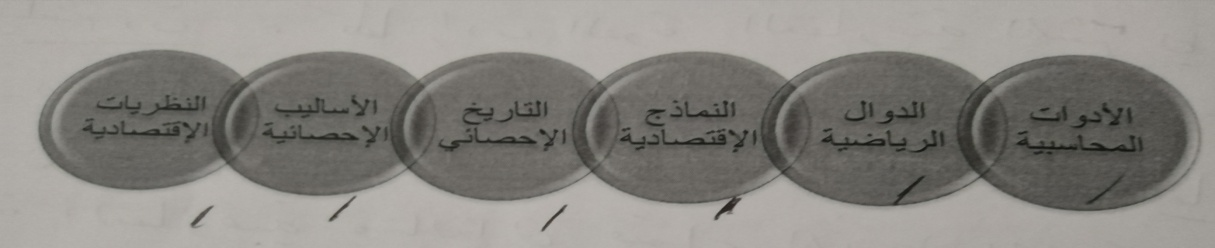 الأدوات
المحاسبية
الدوال
الرياضية
النماذج
الإقتصادية
التاريخ
الإحصائي
الأساليب
الإحصائية
النظريات
الإقتصادية